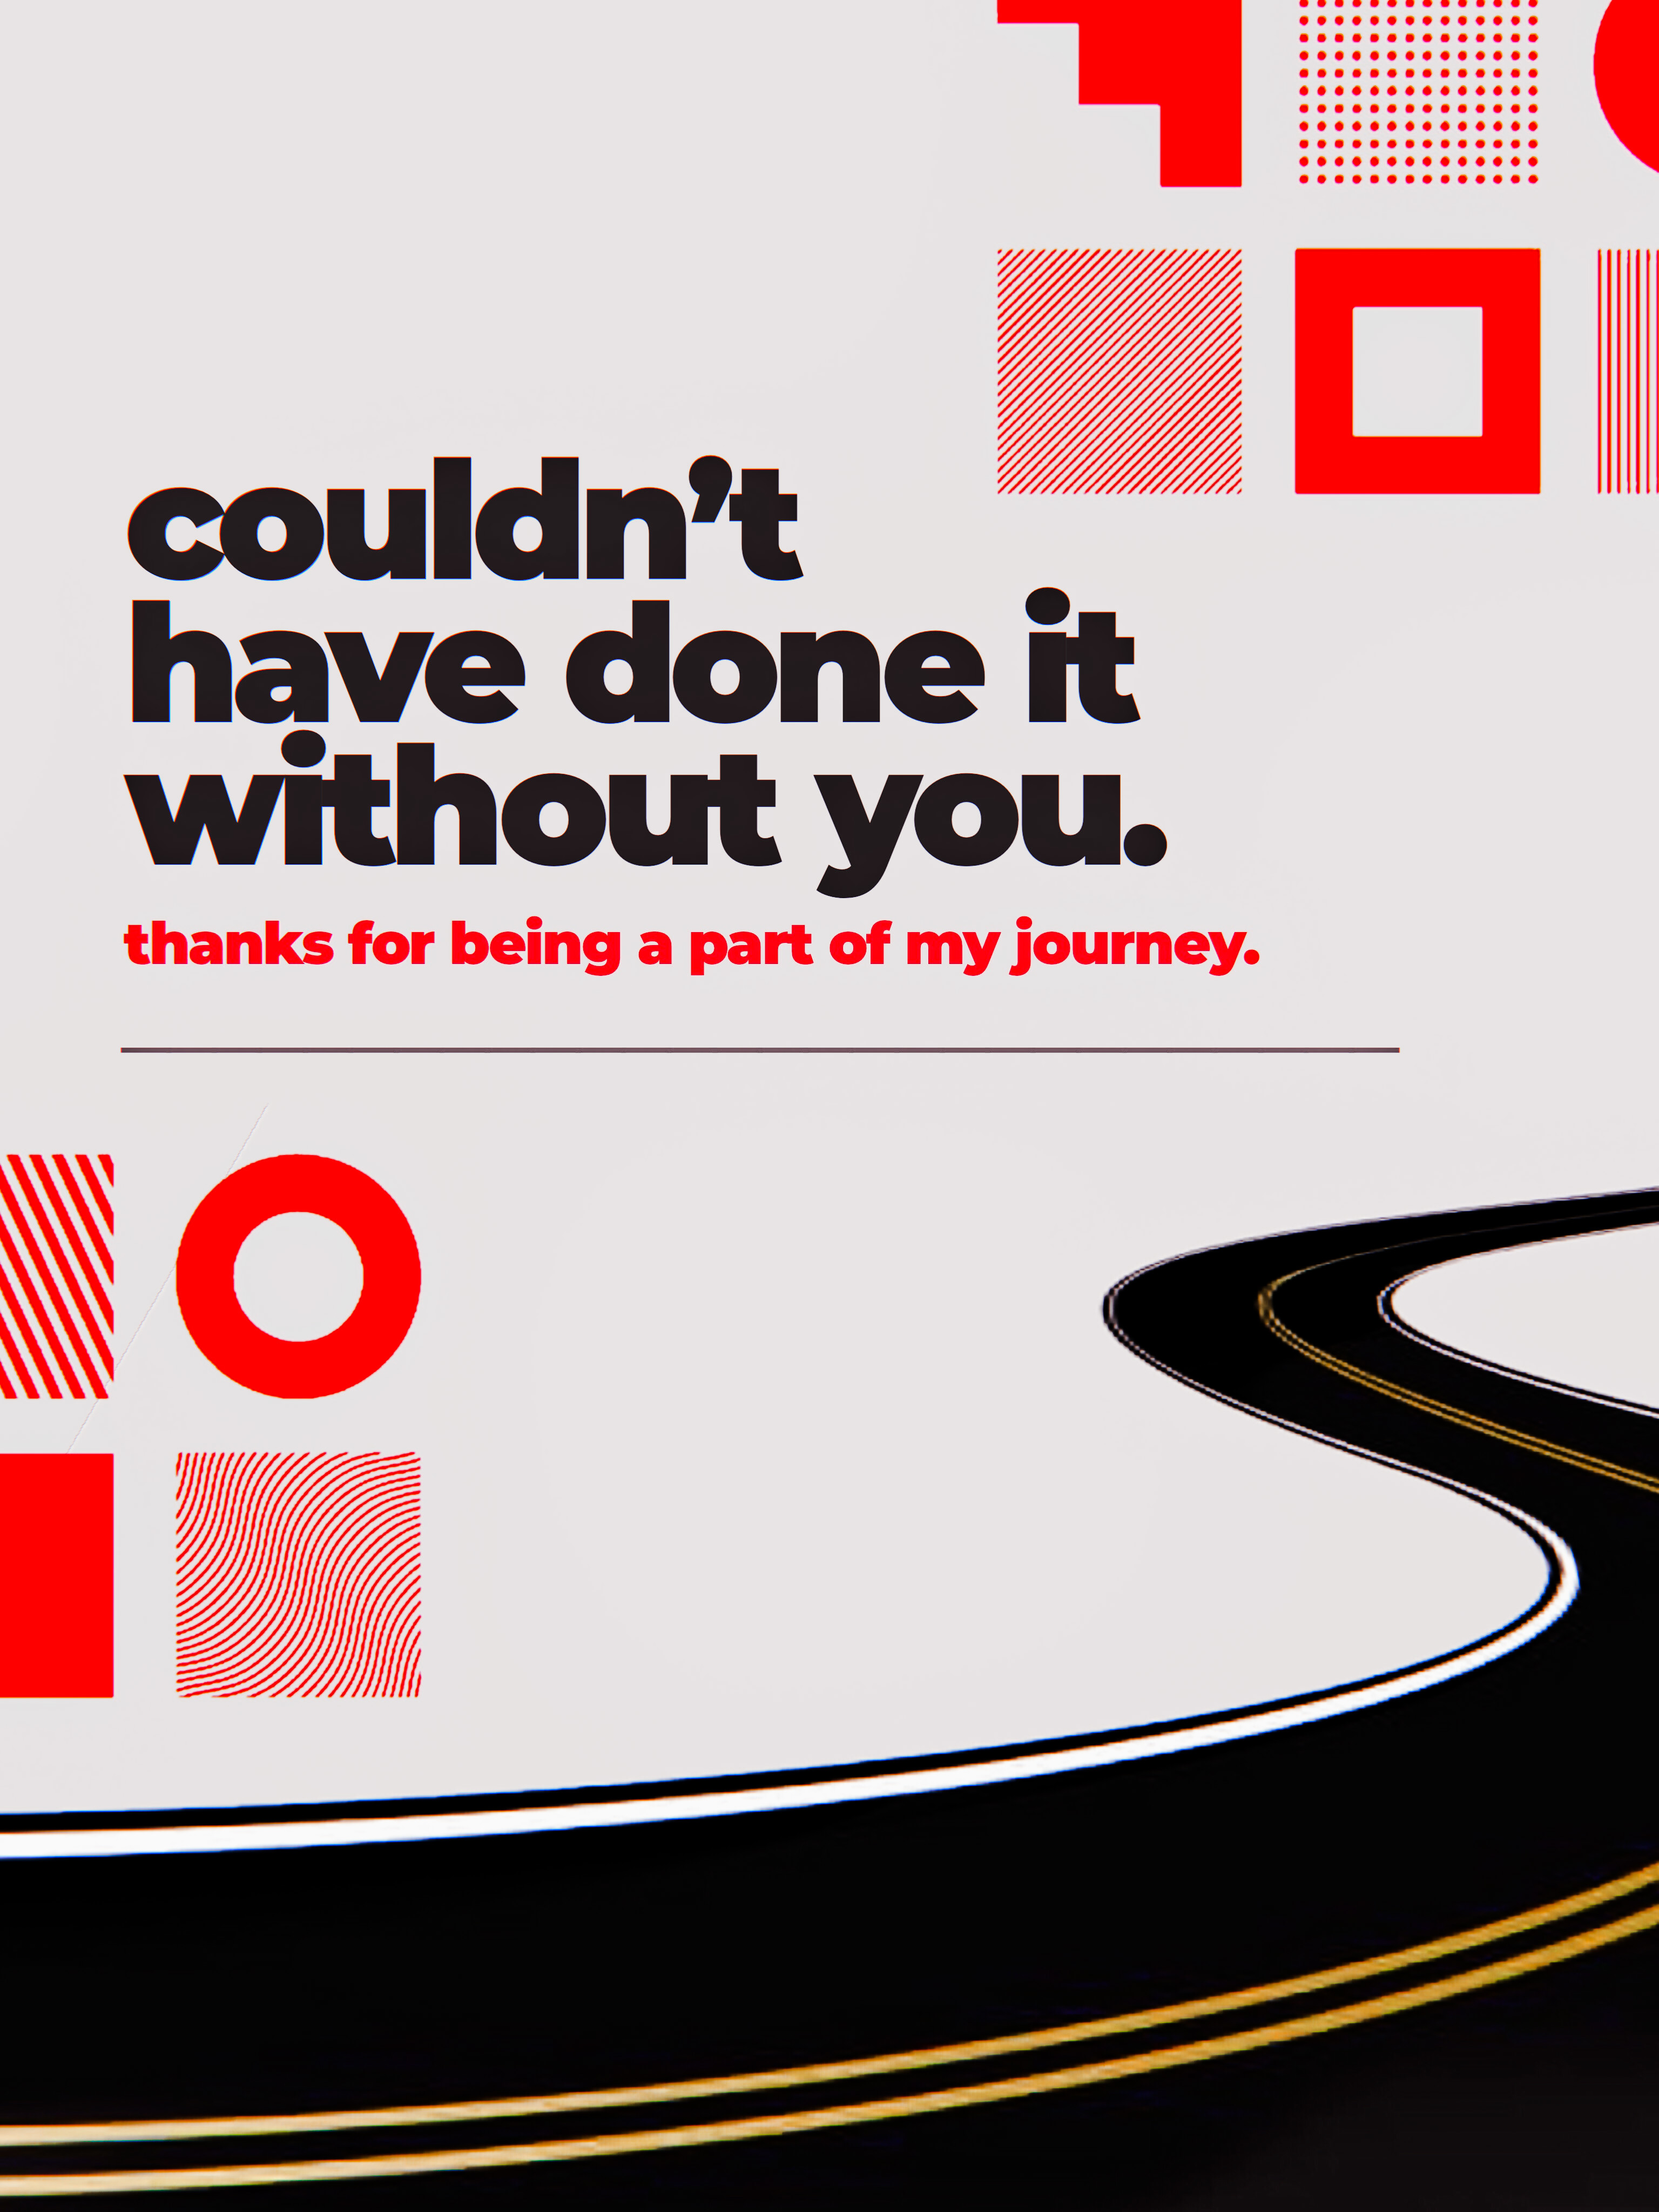 couldn’t
have done it
without you.
thanks for being a part of my journey.